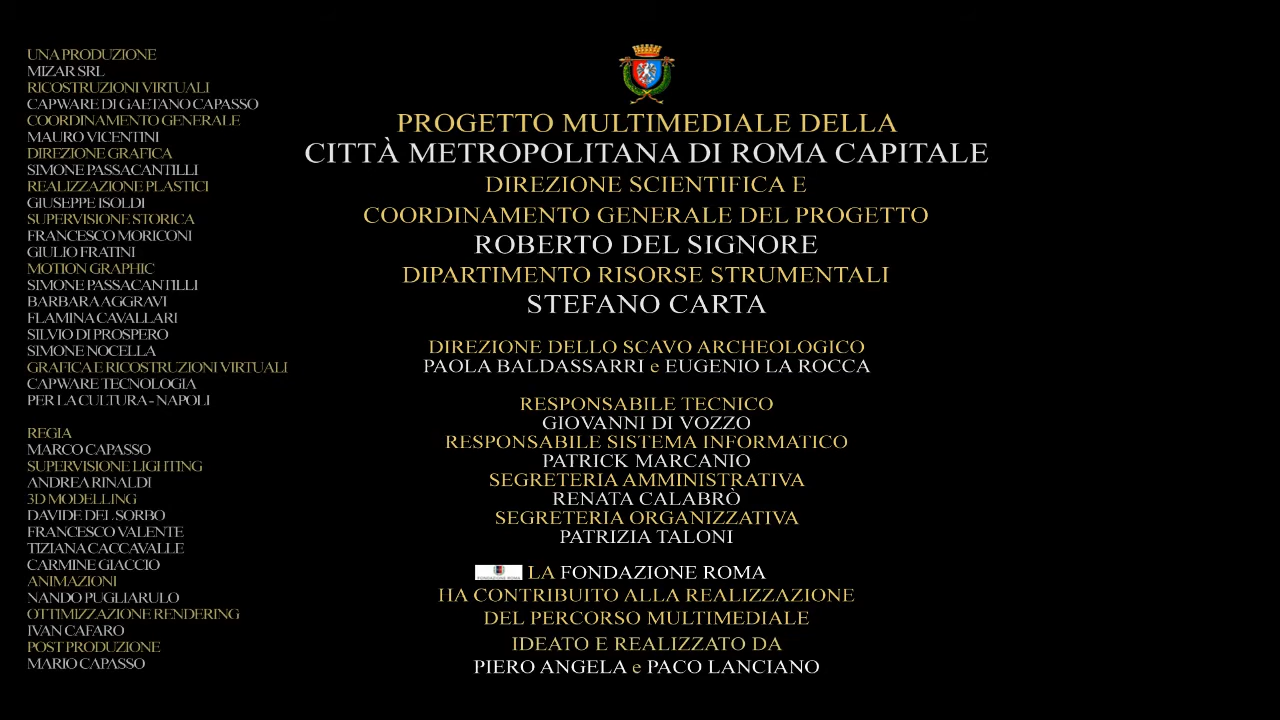 UNA PRODUZIONE
MIZAR SRL
RICOSTRUZIONI VIRTUALI
CAPWARE DI GAETANO CAPASSO
COORDINAMENTO GENERALE
MAURO VICENTINI
DIREZIONE GRAFICA
SIMONE PASSACANTILLI
REALIZZAZIONE PLASTICI
GIUSEPPE ISOLDI
SUPERVISIONE STORICA
FRANCESCO MORICONI
GIULIO FRATINI
MOTION GRAPHIC
SIMONE PASSACANTILLI
BARBARA AGGRAVI
FLAMINA CAVALLARI
SILVIO DI PROSPERO
SIMONE NOCELLA
GRAFICA E RICOSTRUZIONI VIRTUALI
CAPWARE TECNOLOGIA
PER LA CULTURA - NAPOLI
REGIA
MARCO CAPASSO
SUPERVISIONE LIGHTING
ANDREA RINALDI
3D MODELLING
DAVIDE DEL SORBO
FRANCESCO VALENTE
TIZIANA CACCAVALLE
CARMINE GIACCIO
ANIMAZIONI
NANDO PUGLIARULO
OTTIMIZZAZIONE RENDERING
IVAN CAFARO
POST PRODUZIONE
MARIO CAPASSO
PROGETTO MULTIMEDIALE DELLA
CITTÀ METROPOLITANA DI ROMA CAPITALE
DIREZIONE SCIENTIFICA E
COORDINAMENTO GENERALE DEL PROGETTO
ROBERTO DEL SIGNORE
DIPARTIMENTO RISORSE STRUMENTALI
STEFANO CARTA
DIREZIONE DELLO SCAVO ARCHEOLOGICO
PAOLA BALDASSARRI e EUGENIO LA ROCCA
RESPONSABILE TECNICO
GIOVANNI DI VOZZO
RESPONSABILE SISTEMA INFORMATICO
PATRICK MARCANIO
SEGRETERIA AMMINISTRATIVA
RENATA CALABRÒ
SEGRETERIA ORGANIZZATIVA
PATRIZIA TALONI
FONDAZIONE ROMA LA FONDAZIONE ROMA
HA CONTRIBUITO ALLA REALIZZAZIONE
DEL PERCORSO MULTIMEDIALE
IDEATO E REALIZZATO DA
PIERO ANGELA e PACO LANCIANO